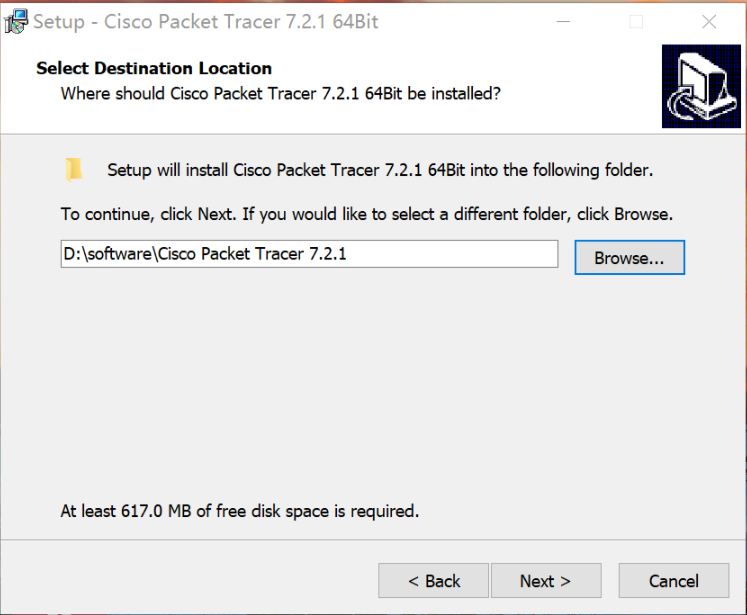 Setup - Cisco Packet Tracer 7.2.1 64Bit
Select Destination Location
Where should Cisco Packet Tracer 7.2.1 64Bit be installed?
Setup will install Cisco Packet Tracer 7.2.1 64Bit into the following folder.
To continue, click Next. If you would like to select a different folder, click Browse.
D:\software\Cisco Packet Tracer 7.2.1
Browse...
At least 617.0 MB of free disk space is required.
< Back
Next >
Cancel